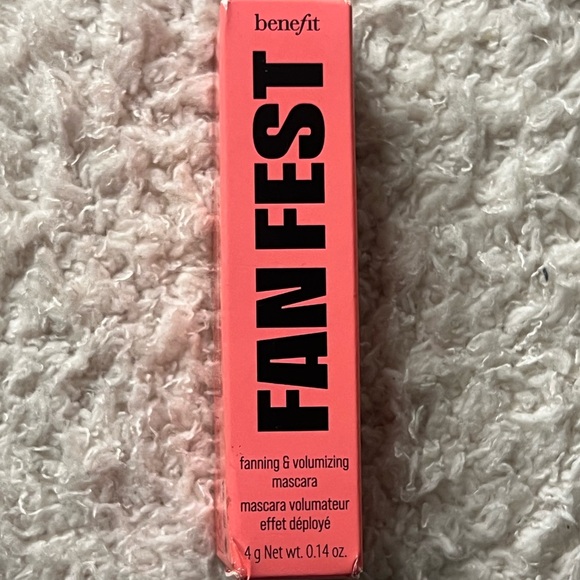 benefit
FAN FEST
fanning & volumizing
mascara
mascara volumateur
effet déployé
4 g Net wt. 0.14 oz.